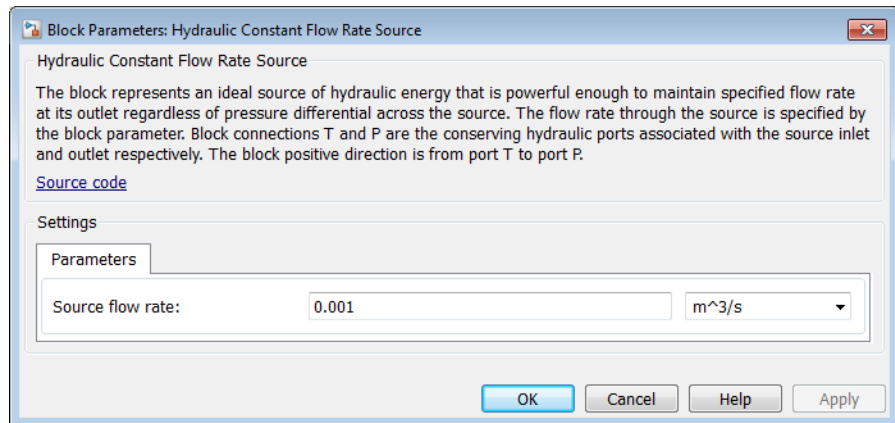 Block Parameters: Hydraulic Constant Flow Rate Source
Hydraulic Constant Flow Rate Source
The block represents an ideal source of hydraulic energy that is powerful enough to maintain specified flow rate
at its outlet regardless of pressure differential across the source. The flow rate through the source is specified by
the block parameter. Block connections T and P are the conserving hydraulic ports associated with the source inlet
and outlet respectively. The block positive direction is from port T to port P.
Source code
Settings
Parameters
Source flow rate: 0.001 m^3/s
OK Cancel Help Apply